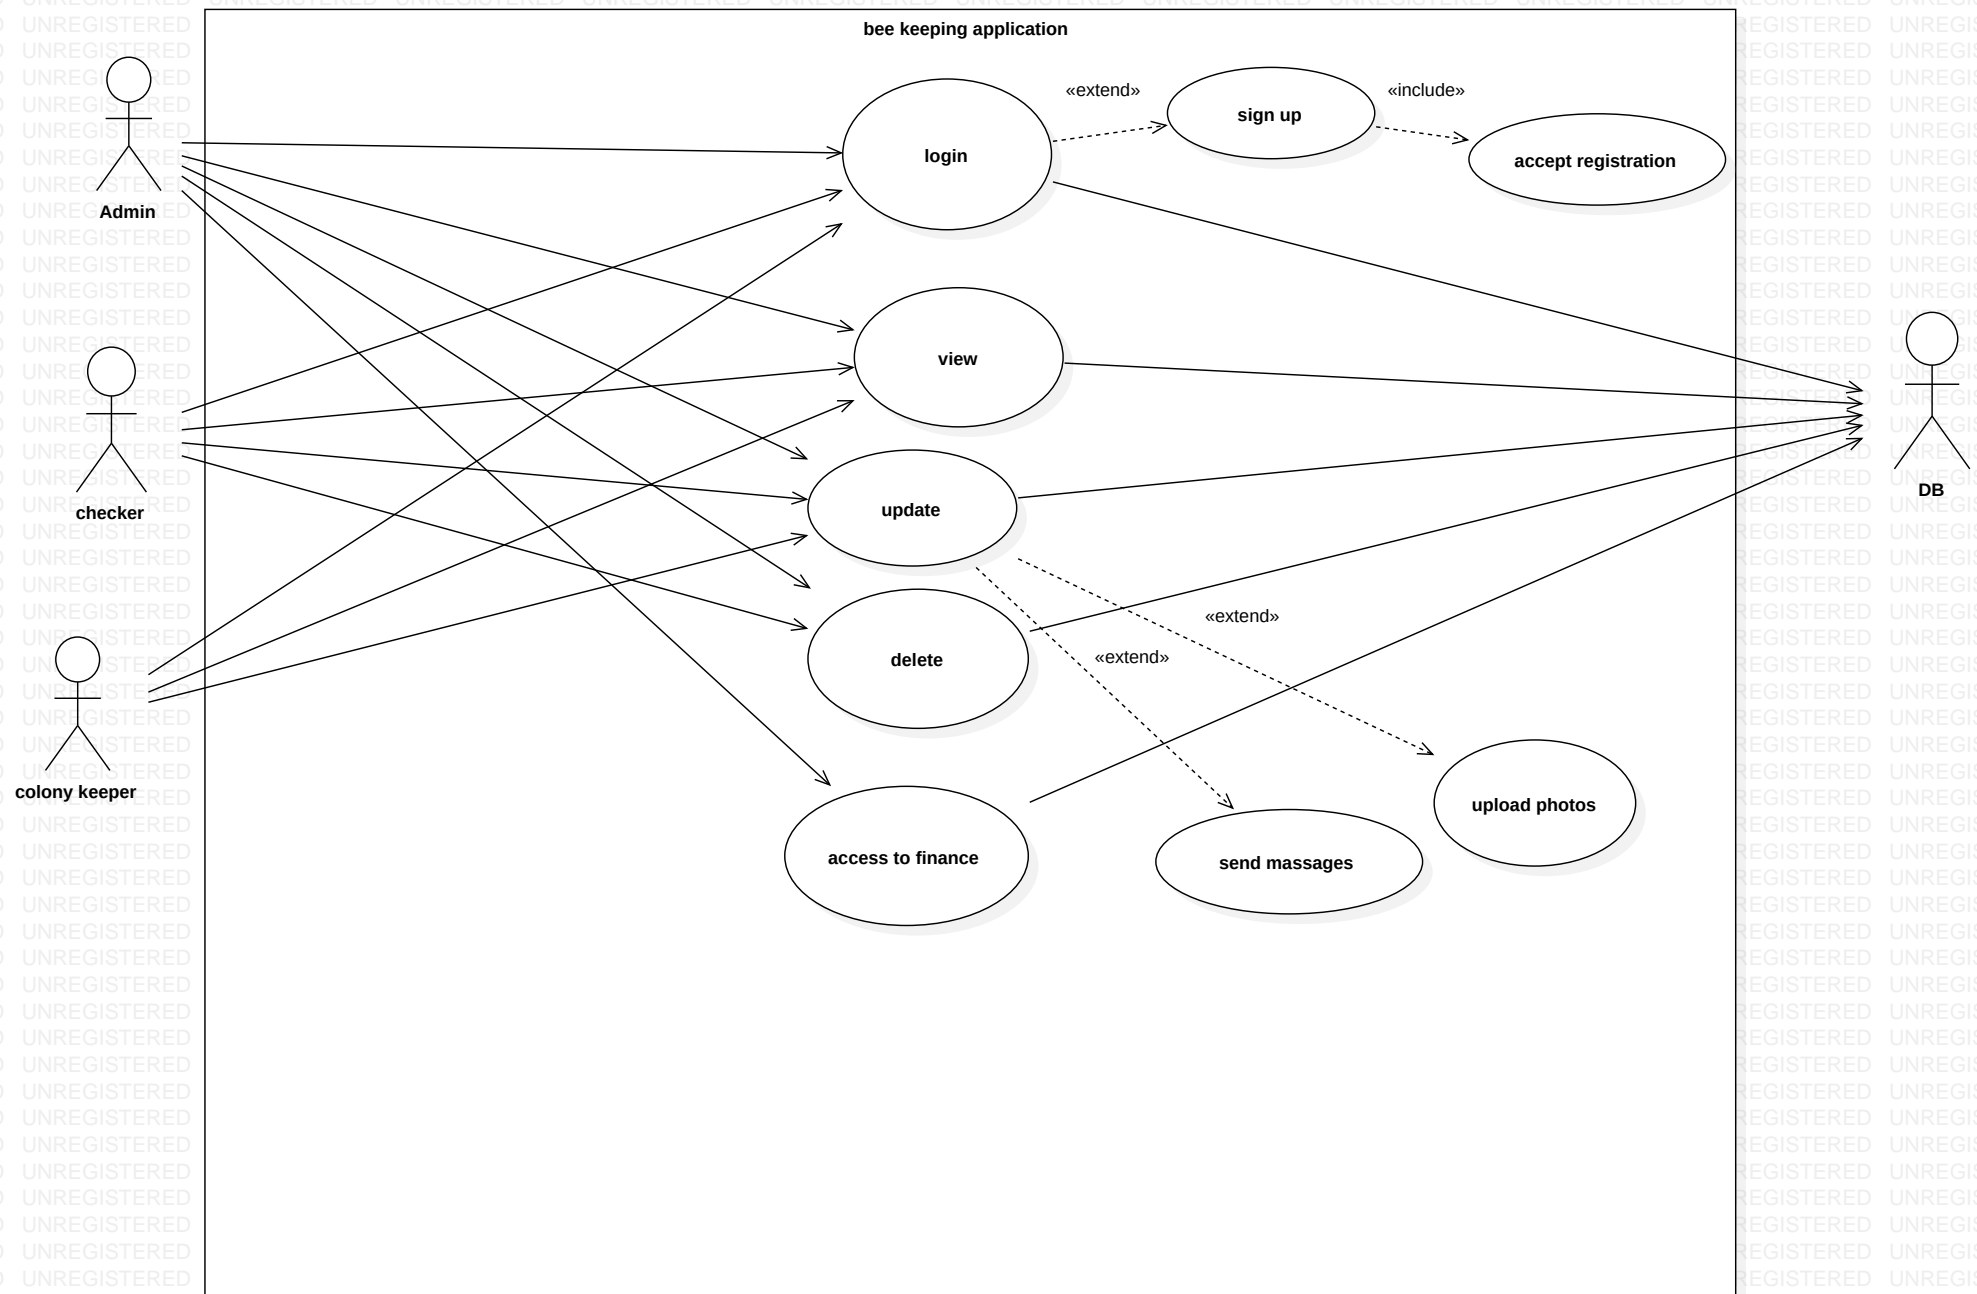 bee keeping application
«extend»
sign up
«include»
login
accept registration
Admin
view
checker
update
DB
«extend»
delete
«extend»
colony keeper
upload photos
access to finance
send massages
UNREGISTERED